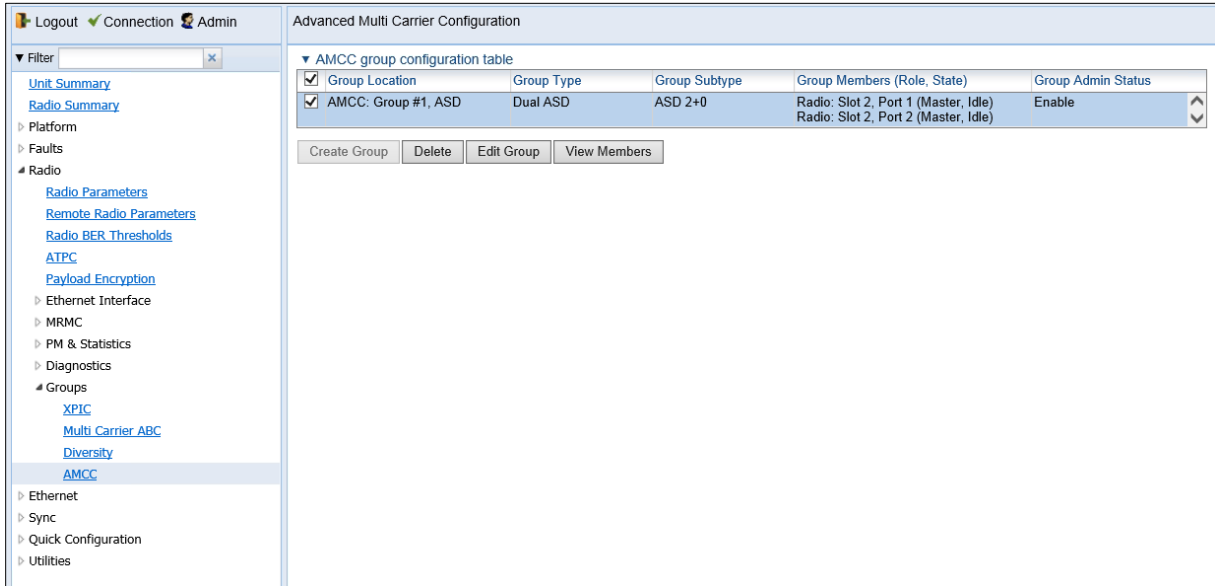 Logout Connection Admin
Filter
Unit Summary
Radio Summary
Platform
Faults
Radio
Radio Parameters
Remote Radio Parameters
Radio BER Thresholds
ATPC
Payload Encryption
Ethernet Interface
MRMC
PM & Statistics
Diagnostics
Groups
XPIC
Multi Carrier ABC
Diversity
AMCC
Ethernet
Sync
Quick Configuration
Utilities
Advanced Multi Carrier Configuration
AMCC group configuration table
Group Location Group Type Group Subtype Group Members (Role, State) Group Admin Status
AMCC: Group #1, ASD Dual ASD ASD 2+0 Radio: Slot 2, Port 1 (Master, Idle) Enable
Radio: Slot 2, Port 2 (Master, Idle)
Create Group Delete Edit Group View Members